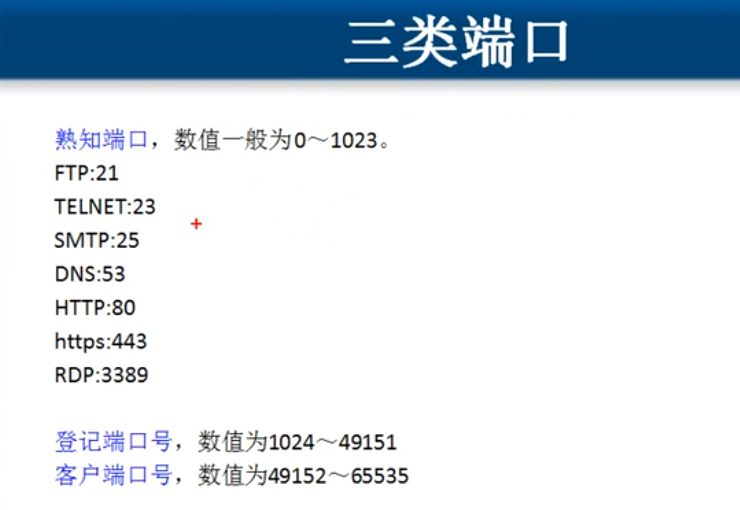 三类端口
熟知端口，数值一般为0～1023。
FTP:21
TELNET:23
SMTP:25
DNS:53
HTTP:80
https:443
RDP:3389
登记端口号，数值为1024～49151
客户端口号，数值为49152～65535